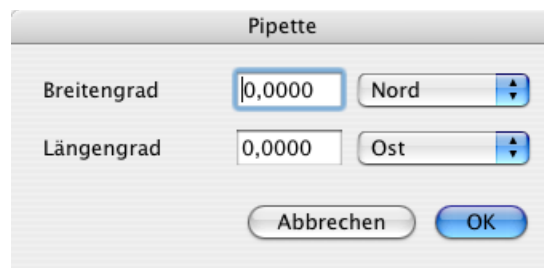 Pipette
Breitengrad 0,0000 Nord
Längengrad 0,0000 Ost
Abbrechen OK